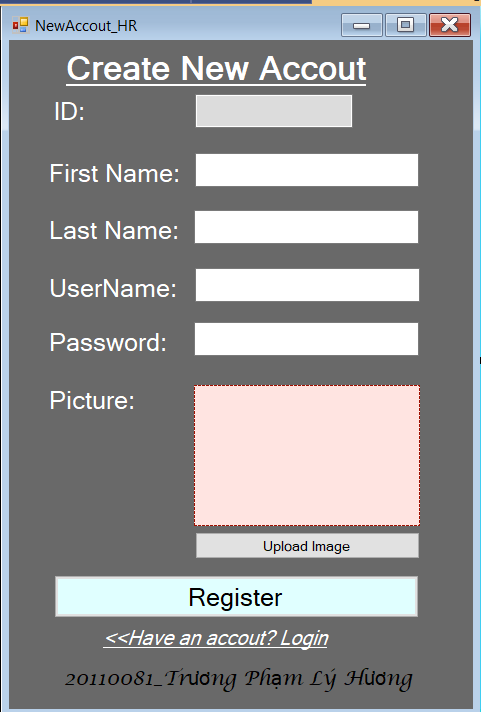 NewAccout_HR
Create New Accout
ID:
First Name:
Last Name:
UserName:
Password:
Picture:
Upload Image
Register
<<Have an accout? Login
20110081_Trương Phạm Lý Hương